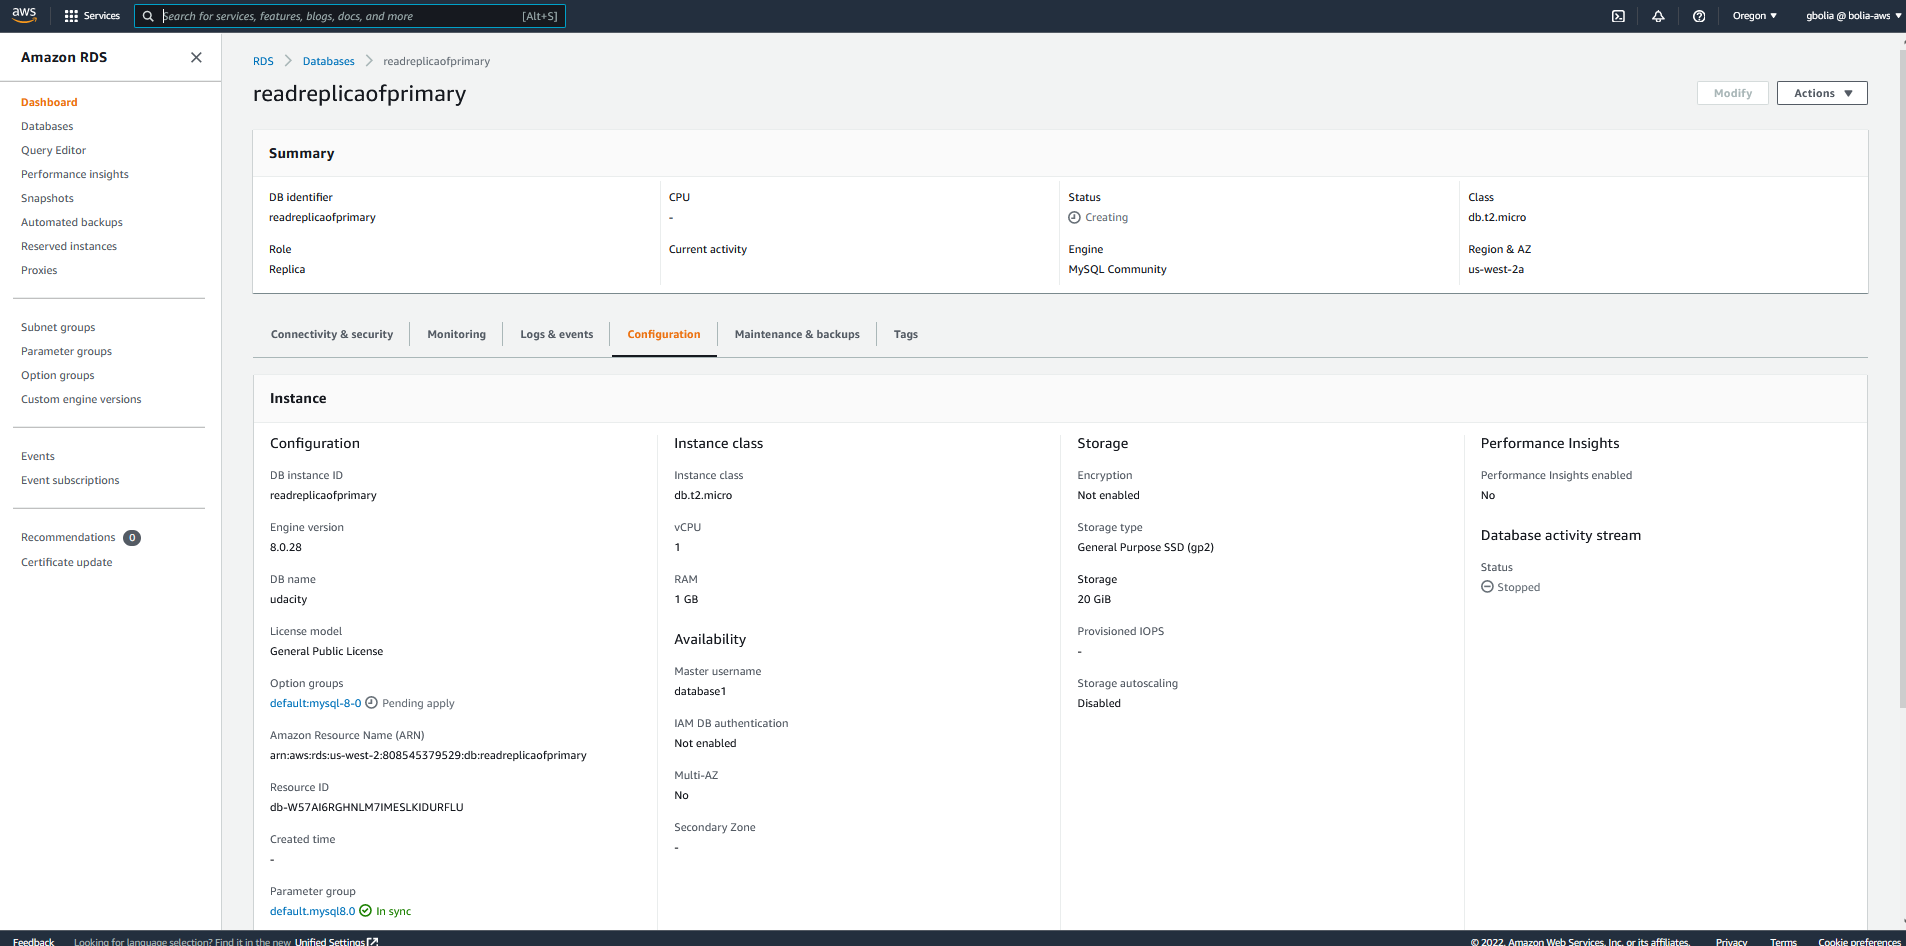 aws
Services
Search for services, features, blogs, docs, and more
[Alt+S]
Oregon ▼
gbolia @ bolia-aws ▼
Amazon RDS
Dashboard
Databases
Query Editor
Performance insights
Snapshots
Automated backups
Reserved instances
Proxies
Subnet groups
Parameter groups
Option groups
Custom engine versions
Events
Event subscriptions
Recommendations 0
Certificate update
RDS > Databases > readreplicaofprimary
readreplicaofprimary
Modify
Actions ▼
Summary
DB identifier
readreplicaofprimary
Role
Replica
CPU
-
Current activity
Status
Creating
Engine
MySQL Community
Class
db.t2.micro
Region & AZ
us-west-2a
Connectivity & security
Monitoring
Logs & events
Configuration
Maintenance & backups
Tags
Instance
Configuration
DB instance ID
readreplicaofprimary
Engine version
8.0.28
DB name
udacity
License model
General Public License
Option groups
default:mysql-8-0 Pending apply
Amazon Resource Name (ARN)
arn:aws:rds:us-west-2:808545379529:db:readreplicaofprimary
Resource ID
db-W57AI6RGHNLM7IMESLKIDURFLU
Created time
-
Parameter group
default.mysql8.0 In sync
Instance class
Instance class
db.t2.micro
vCPU
1
RAM
1 GB
Availability
Master username
database1
IAM DB authentication
Not enabled
Multi-AZ
No
Secondary Zone
-
Storage
Encryption
Not enabled
Storage type
General Purpose SSD (gp2)
Storage
20 GiB
Provisioned IOPS
-
Storage autoscaling
Disabled
Performance Insights
Performance Insights enabled
No
Database activity stream
Status
Stopped
Feedback
Looking for language selection? Find it in the new Unified Settings
© 2022, Amazon Web Services, Inc. or its affiliates.
Privacy
Terms
Cookie preferences